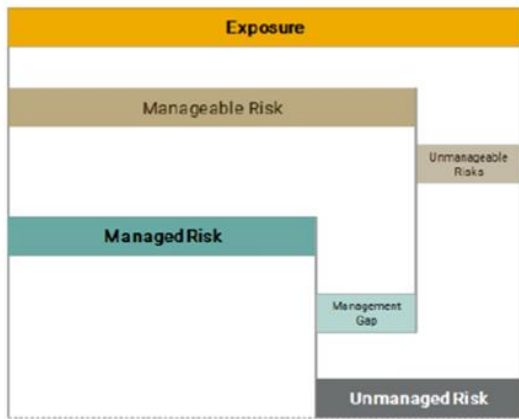 Exposure
Manageable Risk
Unmanageable
Risks
Managed Risk
Management
Gap
Unmanaged Risk